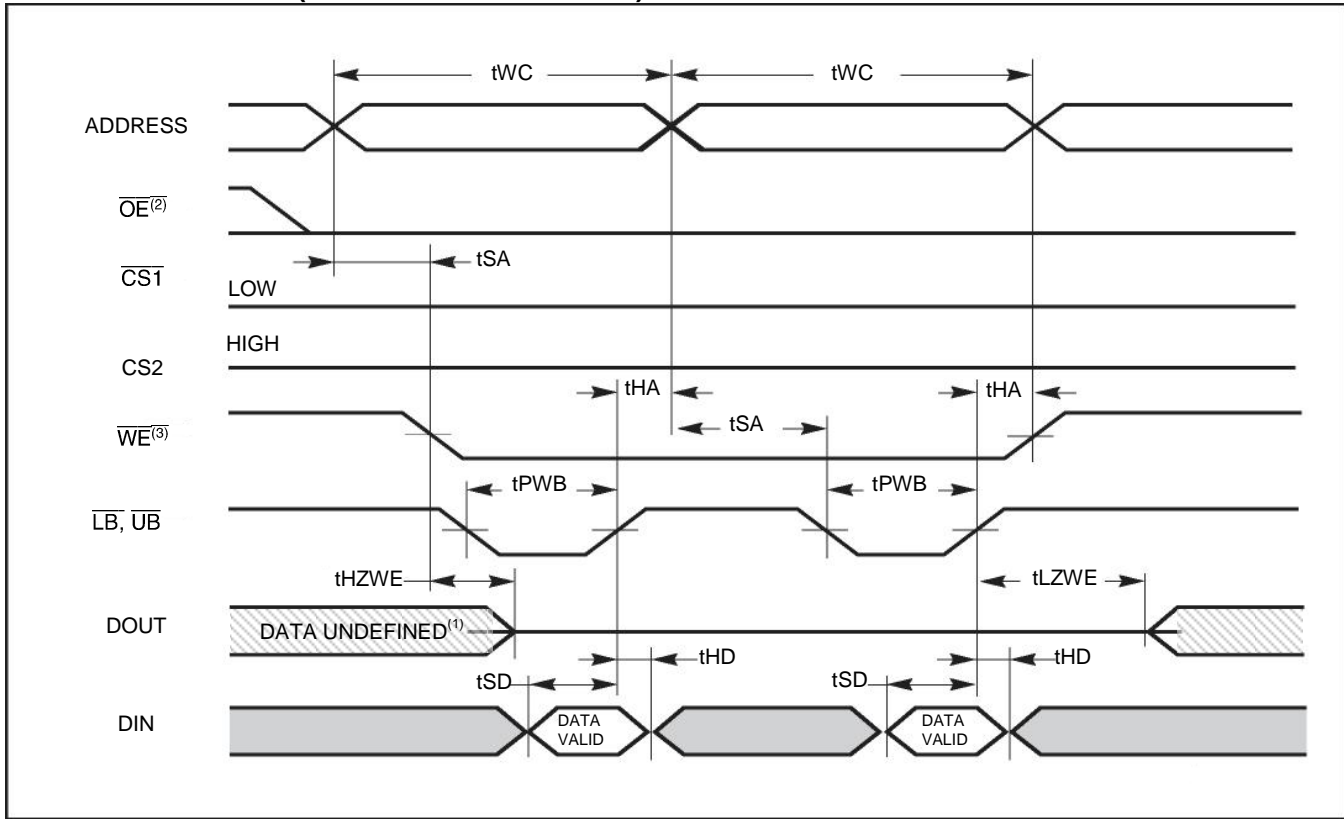 tWC tWC
ADDRESS
OE(2)
tSA
CS1
LOW
HIGH
CS2
tHA tHA
WE(3) tSA
tPWB tPWB
LB, UB
tHZWE tLZWE
DOUT DATA UNDEFINED(1)
tHD tHD
tSD tSD
DIN DATA VALID DATA VALID